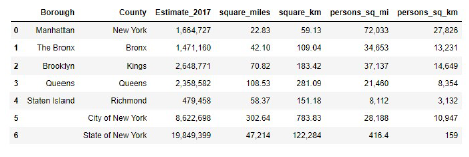 Borough County Estimate_2017 square_miles square_km persons_sq_mi persons_sq_km
0 Manhattan New York 1,664,727 22.83 59.13 72,033 27,826
1 The Bronx Bronx 1,471,160 42.10 109.04 34,653 13,231
2 Brooklyn Kings 2,648,771 70.82 183.42 37,137 14,649
3 Queens Queens 2,358,582 108.53 281.09 21,460 8,354
4 Staten Island Richmond 479,458 58.37 151.18 8,112 3,132
5 City of New York 8,622,698 302.64 783.83 28,188 10,947
6 State of New York 19,849,399 47,214 122,284 416.4 159